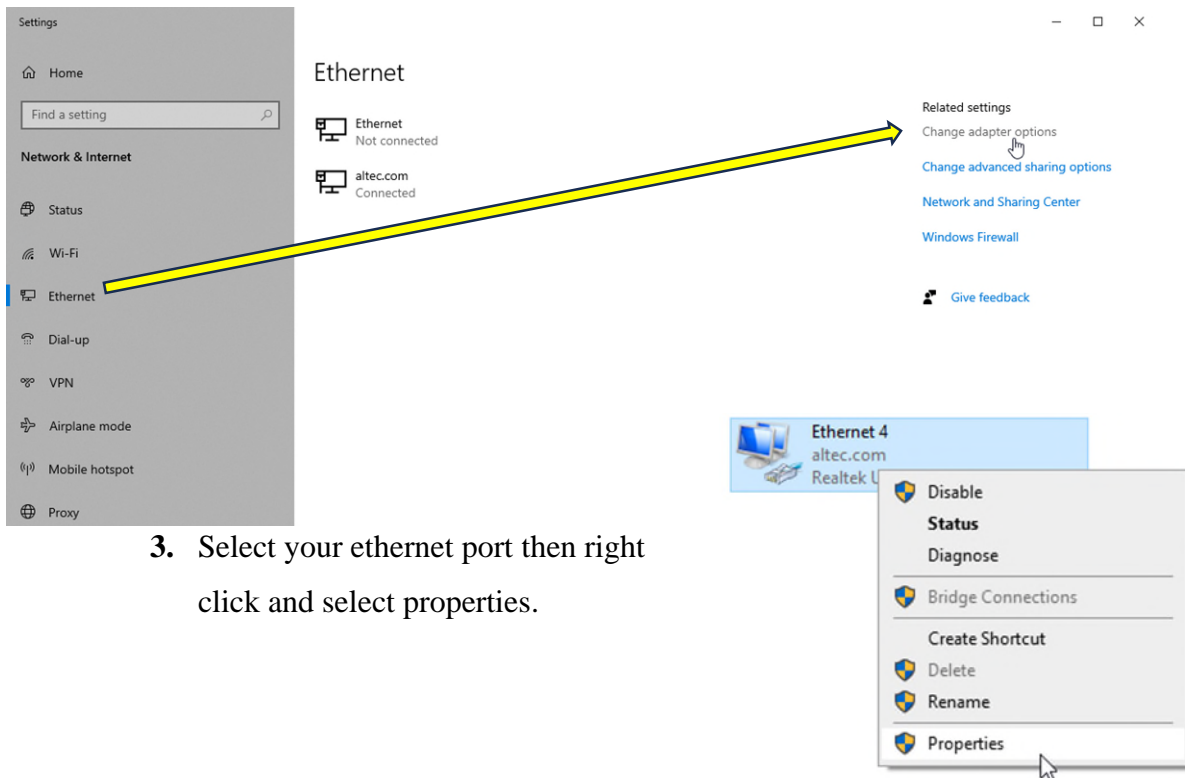 Settings
Home
Find a setting
Network & Internet
Status
Wi-Fi
Ethernet
Dial-up
VPN
Airplane mode
Mobile hotspot
Proxy
Ethernet
Ethernet
Not connected
altec.com
Connected
Related settings
Change adapter options
Change advanced sharing options
Network and Sharing Center
Windows Firewall
Give feedback
3. Select your ethernet port then right
click and select properties.
Ethernet 4
altec.com
Realtek
Disable
Status
Diagnose
Bridge Connections
Create Shortcut
Delete
Rename
Properties